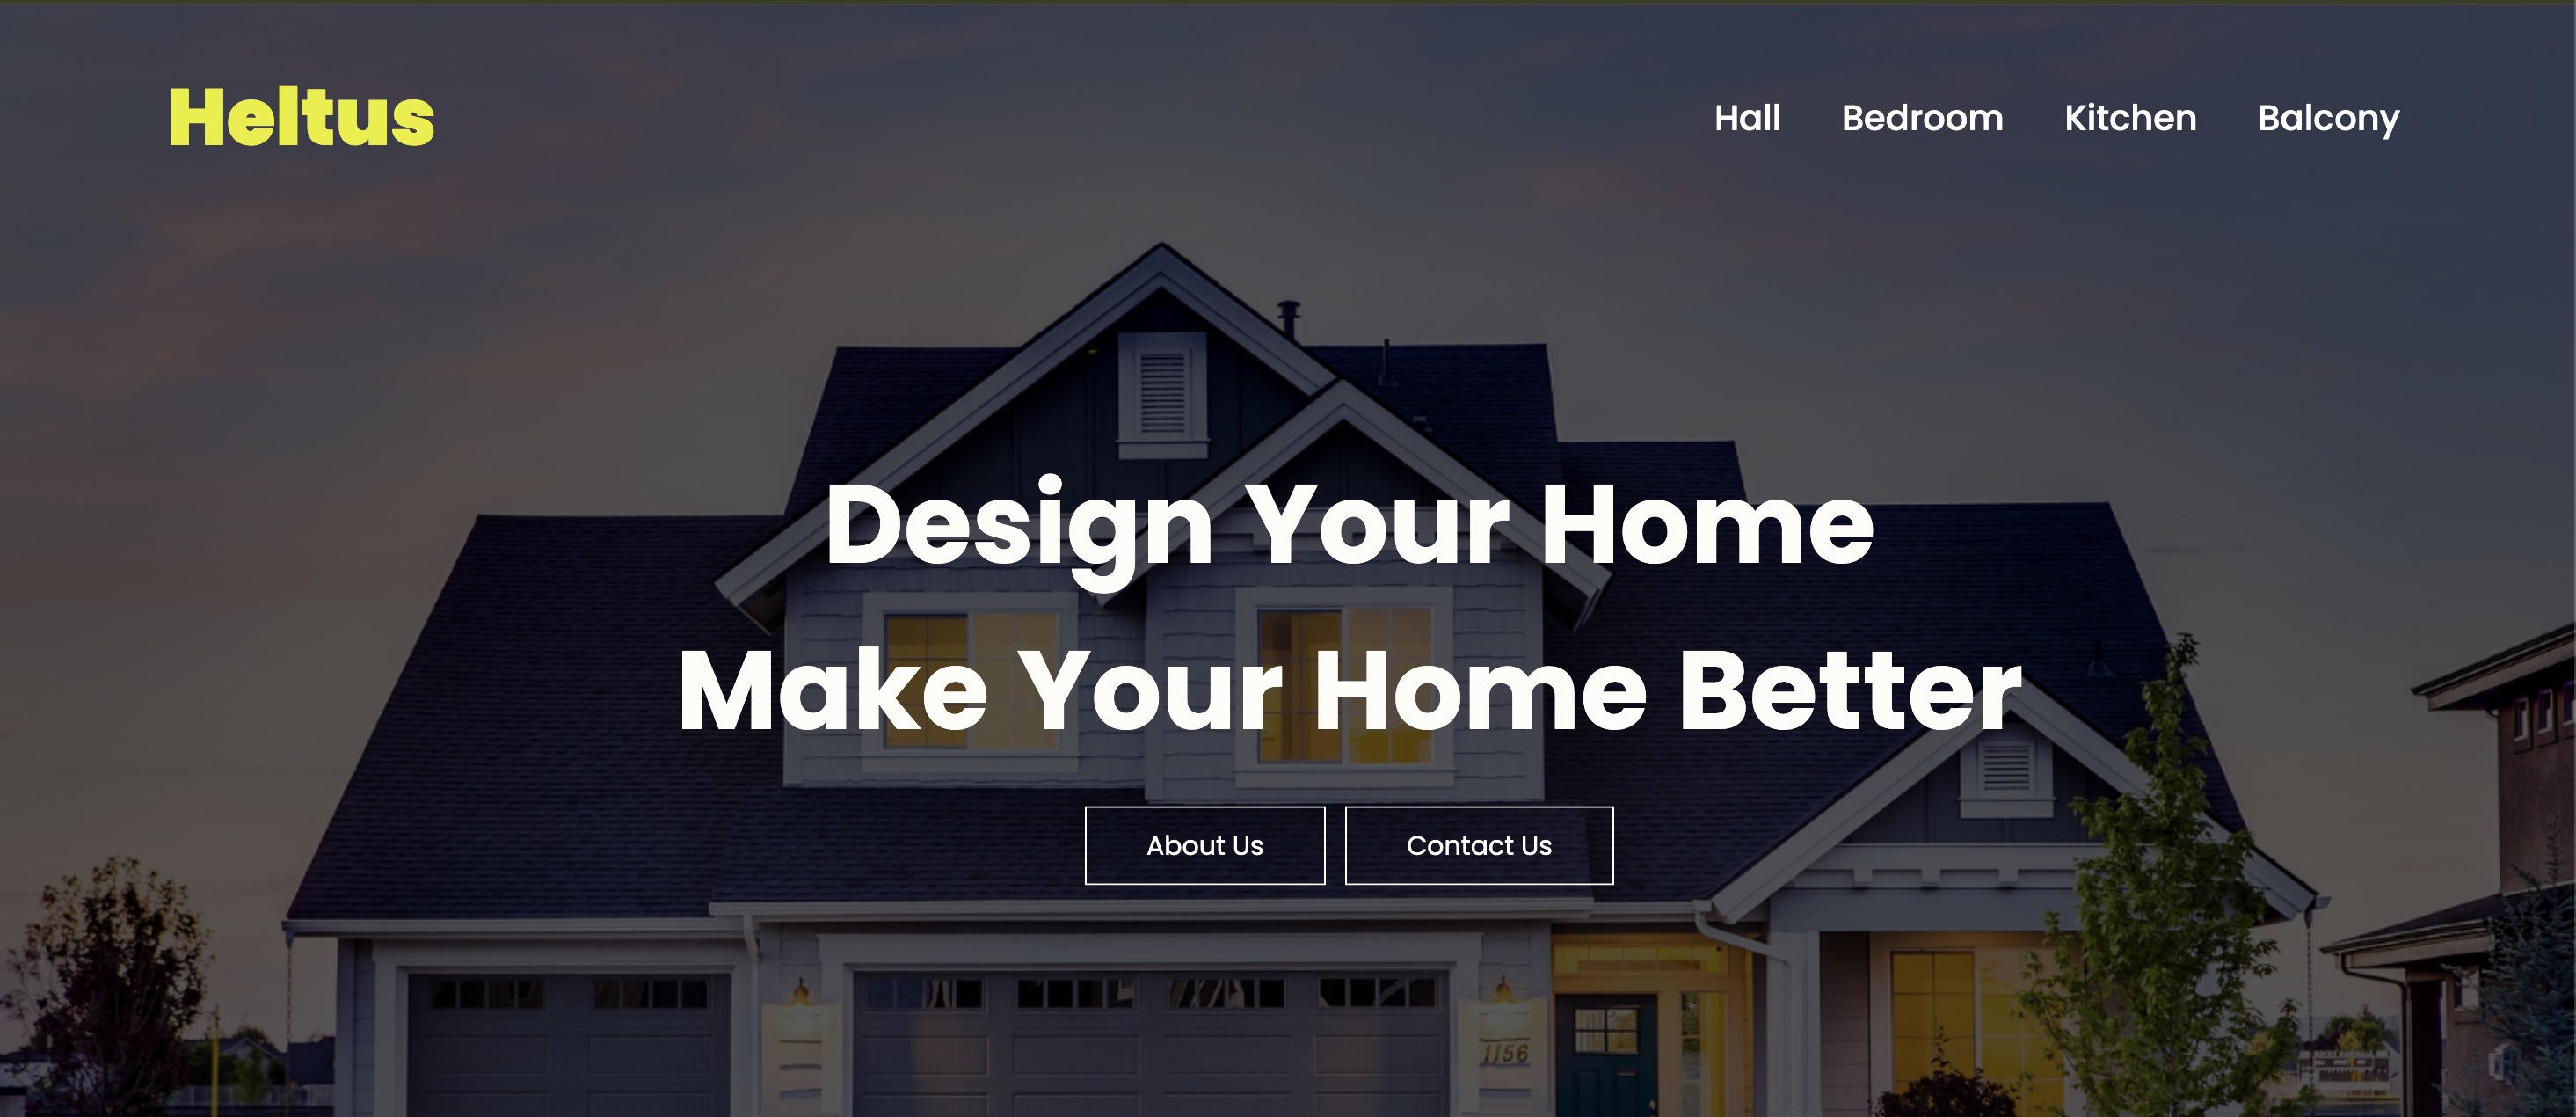 Heltus
Hall Bedroom Kitchen Balcony
Design Your Home
Make Your Home Better
About Us Contact Us
1156